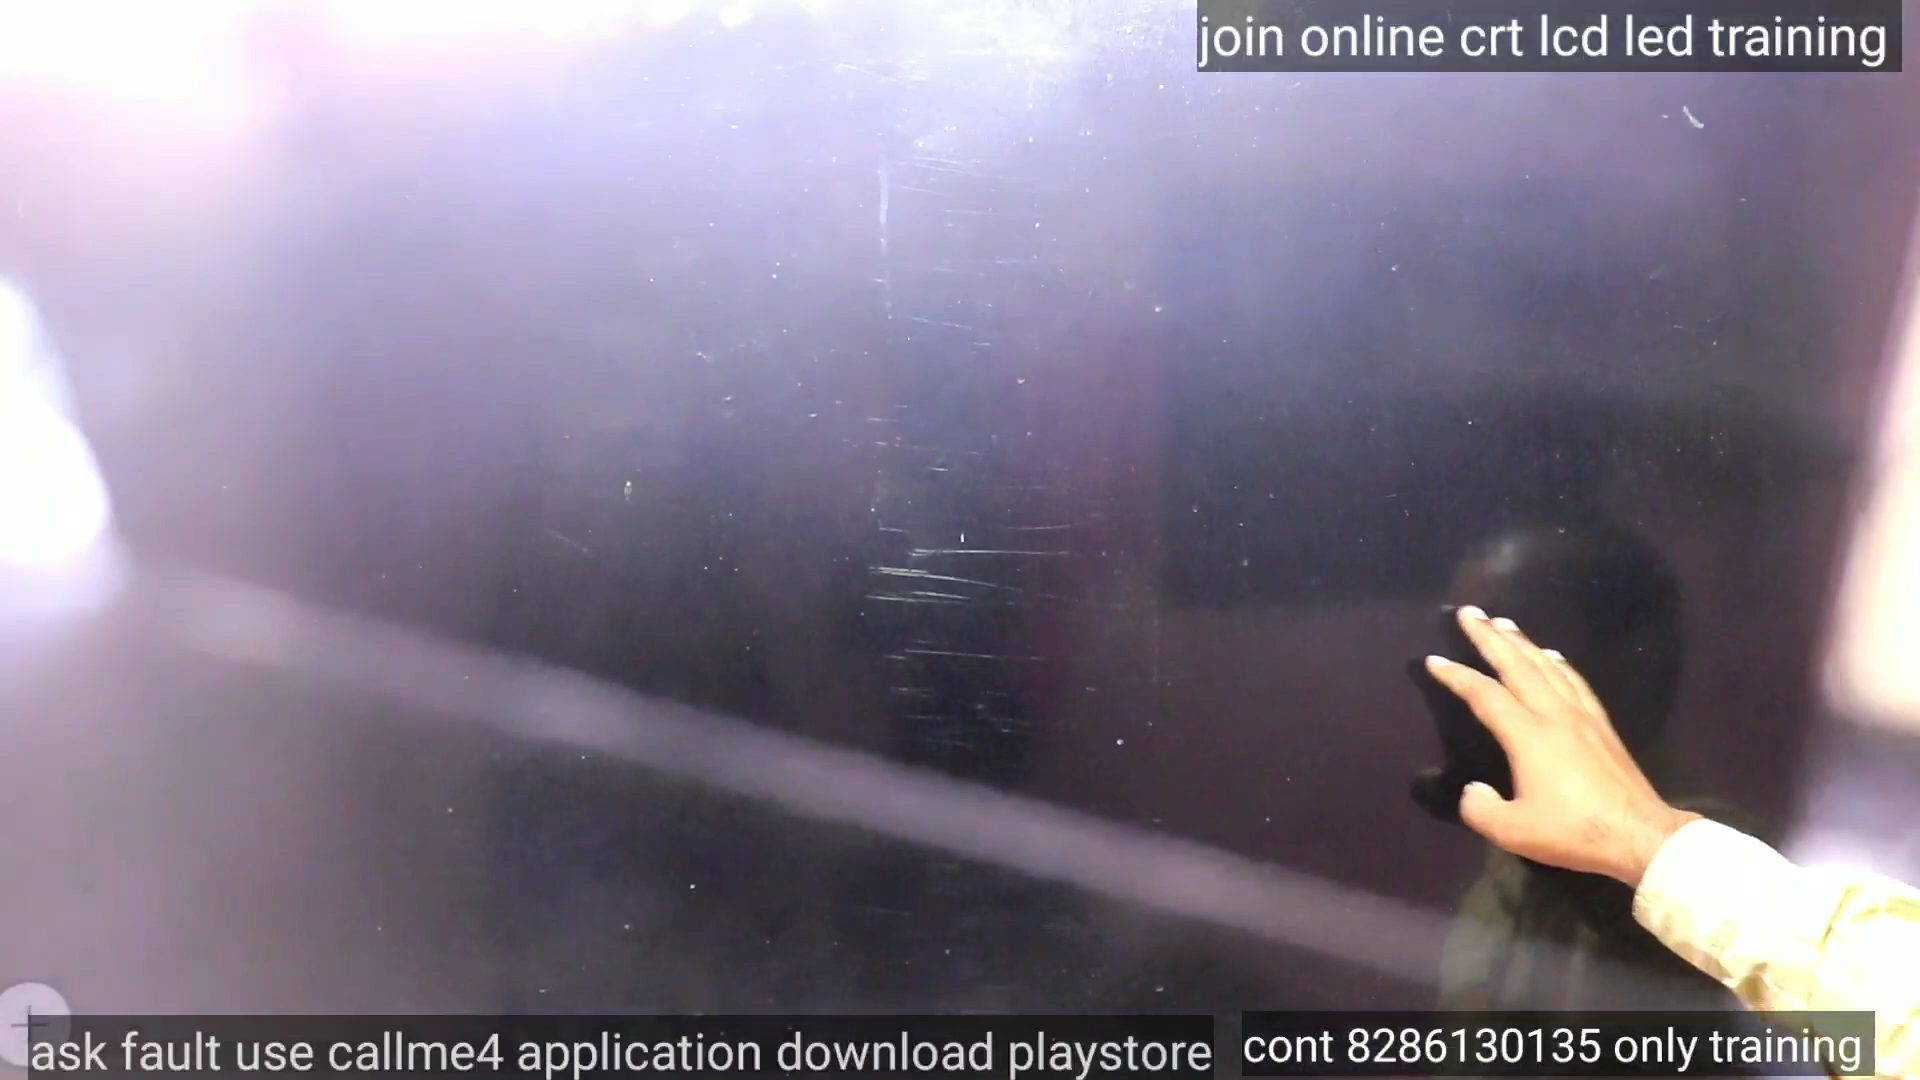 join online crt lcd led training
ask fault use callme4 application download playstore
cont 8286130135 only training